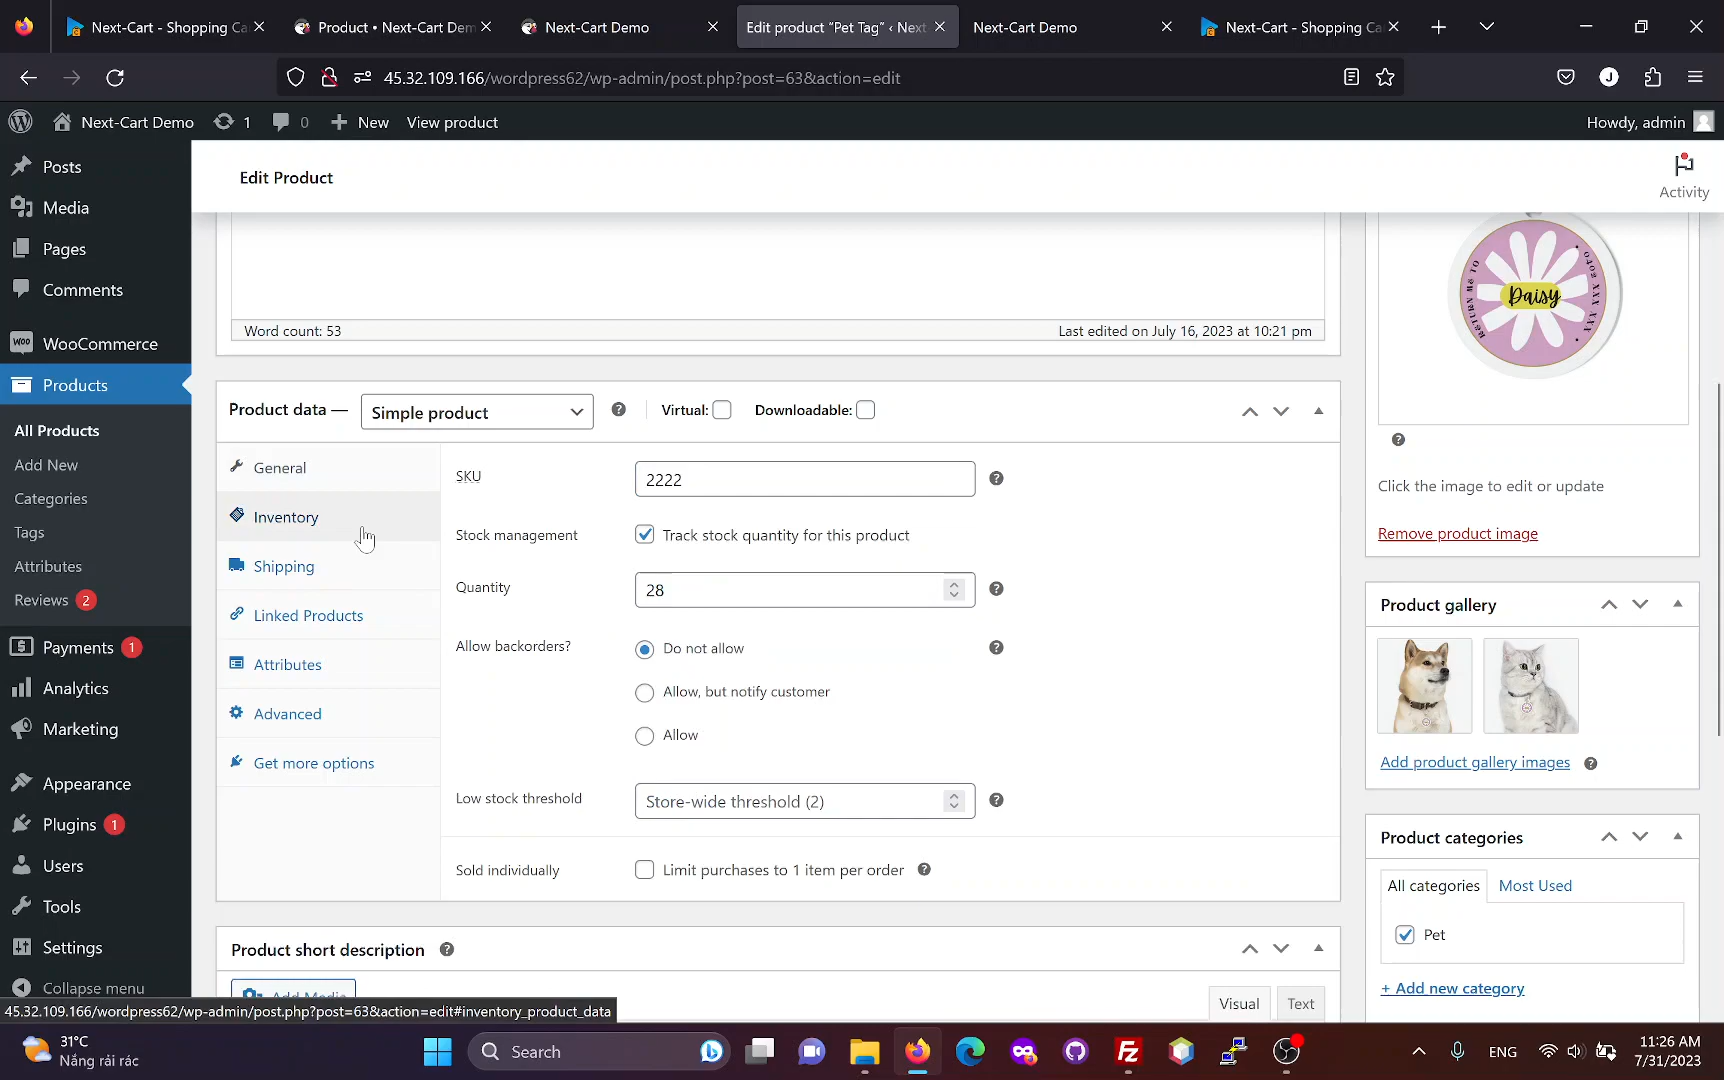 Next-Cart - Shopping Ca
Product • Next-Cart Dem
Next-Cart Demo
Edit product “Pet Tag” ‹ Next
Next-Cart Demo
Next-Cart - Shopping Ca
45.32.109.166/wordpress62/wp-admin/post.php?post=63&action=edit
J
Next-Cart Demo
1
0
New
View product
Howdy, admin
Posts
Media
Pages
Comments
WooCommerce
Products
All Products
Add New
Categories
Tags
Attributes
Reviews 2
Payments 1
Analytics
Marketing
Appearance
Plugins 1
Users
Tools
Settings
Collapse menu
Edit Product
Activity
Word count: 53
Last edited on July 16, 2023 at 10:21 pm
Product data —
Simple product
Virtual:
Downloadable:
General
Inventory
Shipping
Linked Products
Attributes
Advanced
Get more options
SKU
2222
Stock management
Track stock quantity for this product
Quantity
28
Allow backorders?
Do not allow
Allow, but notify customer
Allow
Low stock threshold
Store-wide threshold (2)
Sold individually
Limit purchases to 1 item per order
Product short description
Add Media
Visual
Text
RETURN ME TO
Daisy
0402 XXX XXX
Click the image to edit or update
Remove product image
Product gallery
Add product gallery images
Product categories
All categories
Most Used
Pet
+ Add new category
45.32.109.166/wordpress62/wp-admin/post.php?post=63&action=edit#inventory_product_data
31°C
Nắng rải rác
Search
ENG
11:26 AM
7/31/2023